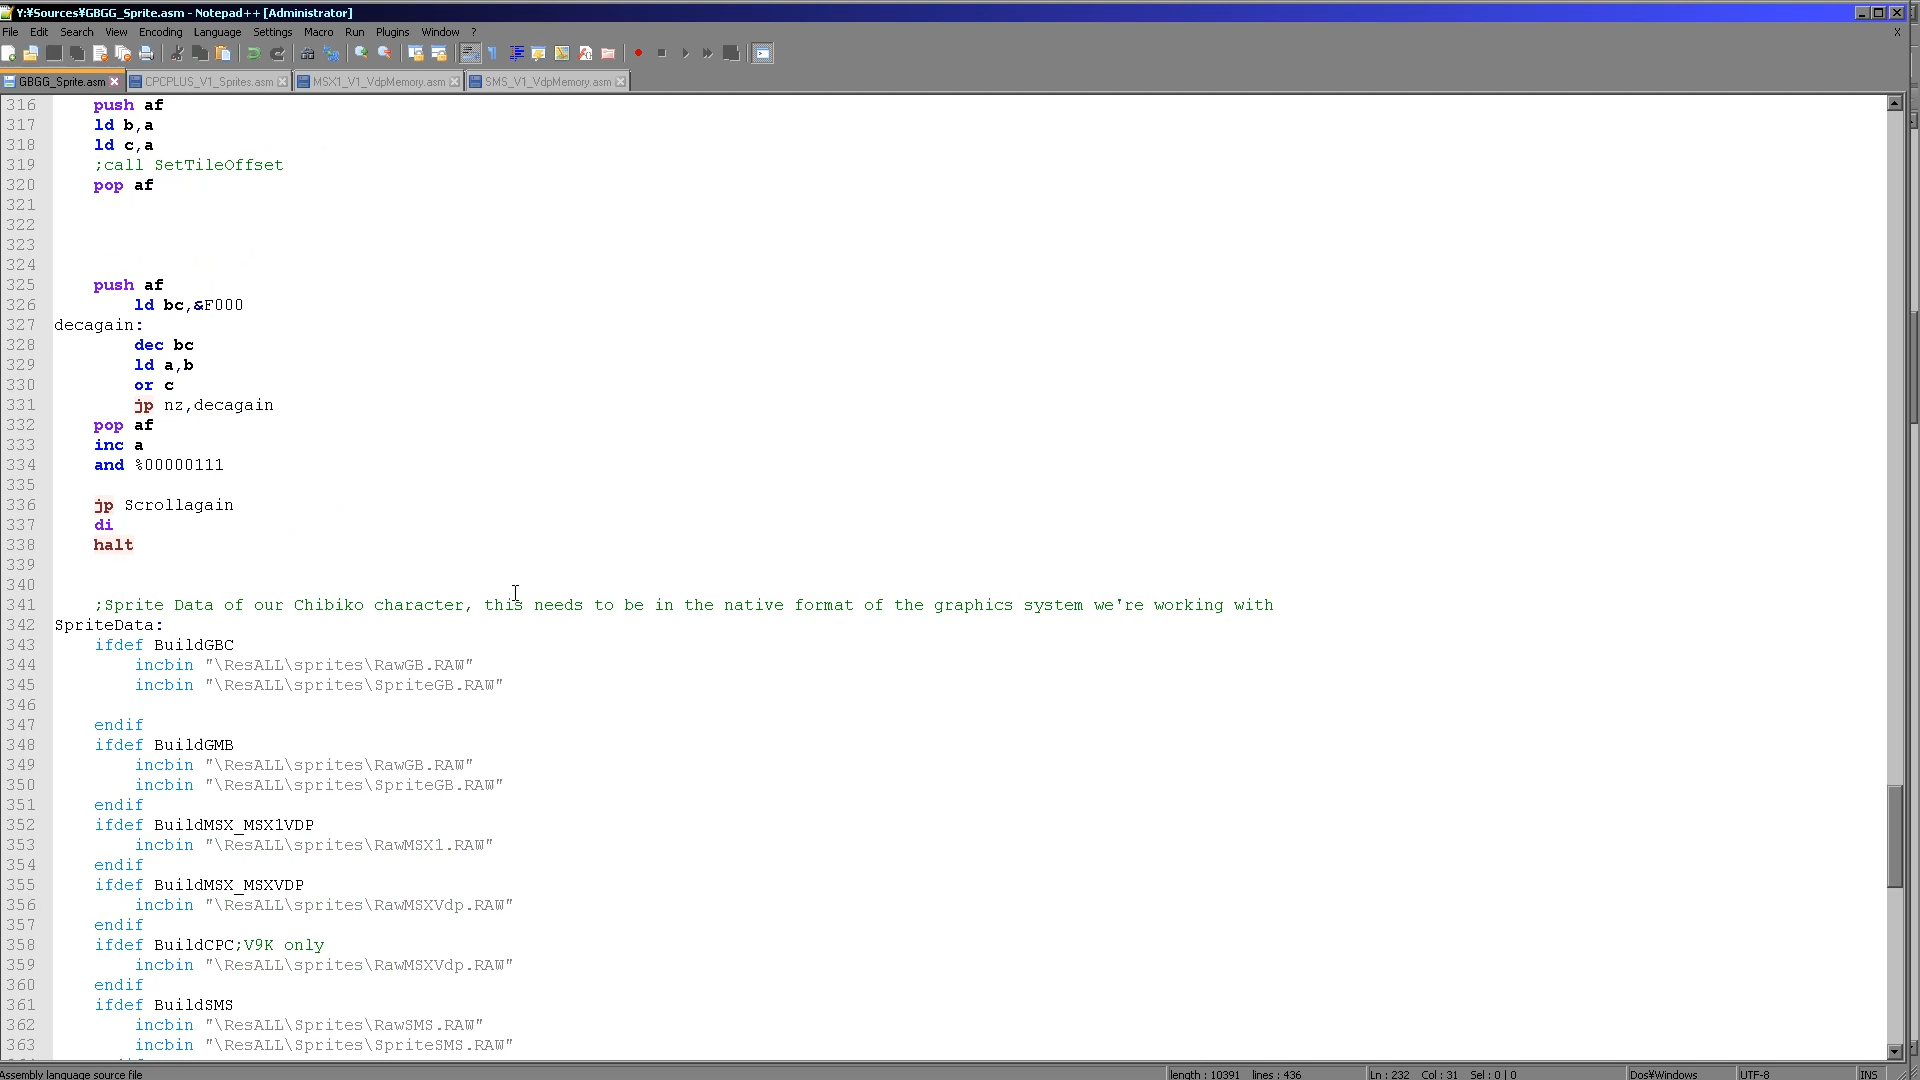 Y:¥Sources¥GBGG_Sprite.asm - Notepad++ [Administrator]
File Edit Search View Encoding Language Settings Macro Run Plugins Window ? X
GBGG_Sprite.asm CPCPLUS_V1_Sprites.asm MSX1_V1_VdpMemory.asm SMS_V1_VdpMemory.asm
316 push af
317 ld b,a
318 ld c,a
319 ;call SetTileOffset
320 pop af
321
322
323
324
325 push af
326 ld bc,&F000
327 decagain:
328 dec bc
329 ld a,b
330 or c
331 jp nz,decagain
332 pop af
333 inc a
334 and %00000111
335
336 jp Scrollagain
337 di
338 halt
339
340
341 ;Sprite Data of our Chibiko character, this needs to be in the native format of the graphics system we're working with
342 SpriteData:
343 ifdef BuildGBC
344 incbin "\ResALL\sprites\RawGB.RAW"
345 incbin "\ResALL\sprites\SpriteGB.RAW"
346
347 endif
348 ifdef BuildGMB
349 incbin "\ResALL\sprites\RawGB.RAW"
350 incbin "\ResALL\sprites\SpriteGB.RAW"
351 endif
352 ifdef BuildMSX_MSX1VDP
353 incbin "\ResALL\sprites\RawMSX1.RAW"
354 endif
355 ifdef BuildMSX_MSXVDP
356 incbin "\ResALL\sprites\RawMSXVdp.RAW"
357 endif
358 ifdef BuildCPC;V9K only
359 incbin "\ResALL\sprites\RawMSXVdp.RAW"
360 endif
361 ifdef BuildSMS
362 incbin "\ResALL\Sprites\RawSMS.RAW"
363 incbin "\ResALL\Sprites\SpriteSMS.RAW"
Assembly language source file length : 10391 lines : 436 Ln : 232 Col : 31 Sel : 0 | 0 Dos¥Windows UTF-8 INS